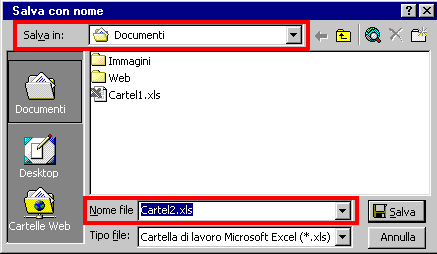 Salva con nome
Salva in: Documenti
Immagini
Web
Cartel1.xls
Documenti
Desktop
Cartelle Web
Nome file Cartel2.xls Salva
Tipo file: Cartella di lavoro Microsoft Excel (*.xls) Annulla